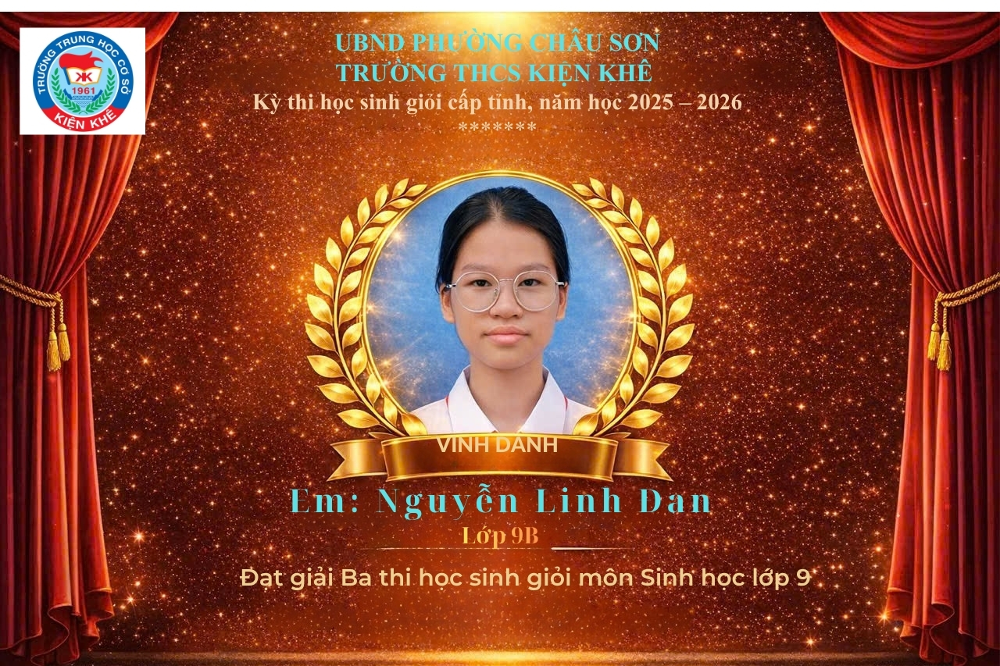 TRƯỜNG TRUNG HỌC CƠ SỞ
1961
KIỆN KHÊ
UBND PHƯỜNG CHÂU SƠN
TRƯỜNG THCS KIỆN KHÊ
Kỳ thi học sinh giỏi cấp tỉnh, năm học 2025 – 2026
*******
VINH DANH
Em: Nguyễn Linh Đan
Lớp 9B
Đạt giải Ba thi học sinh giỏi môn Sinh học lớp 9